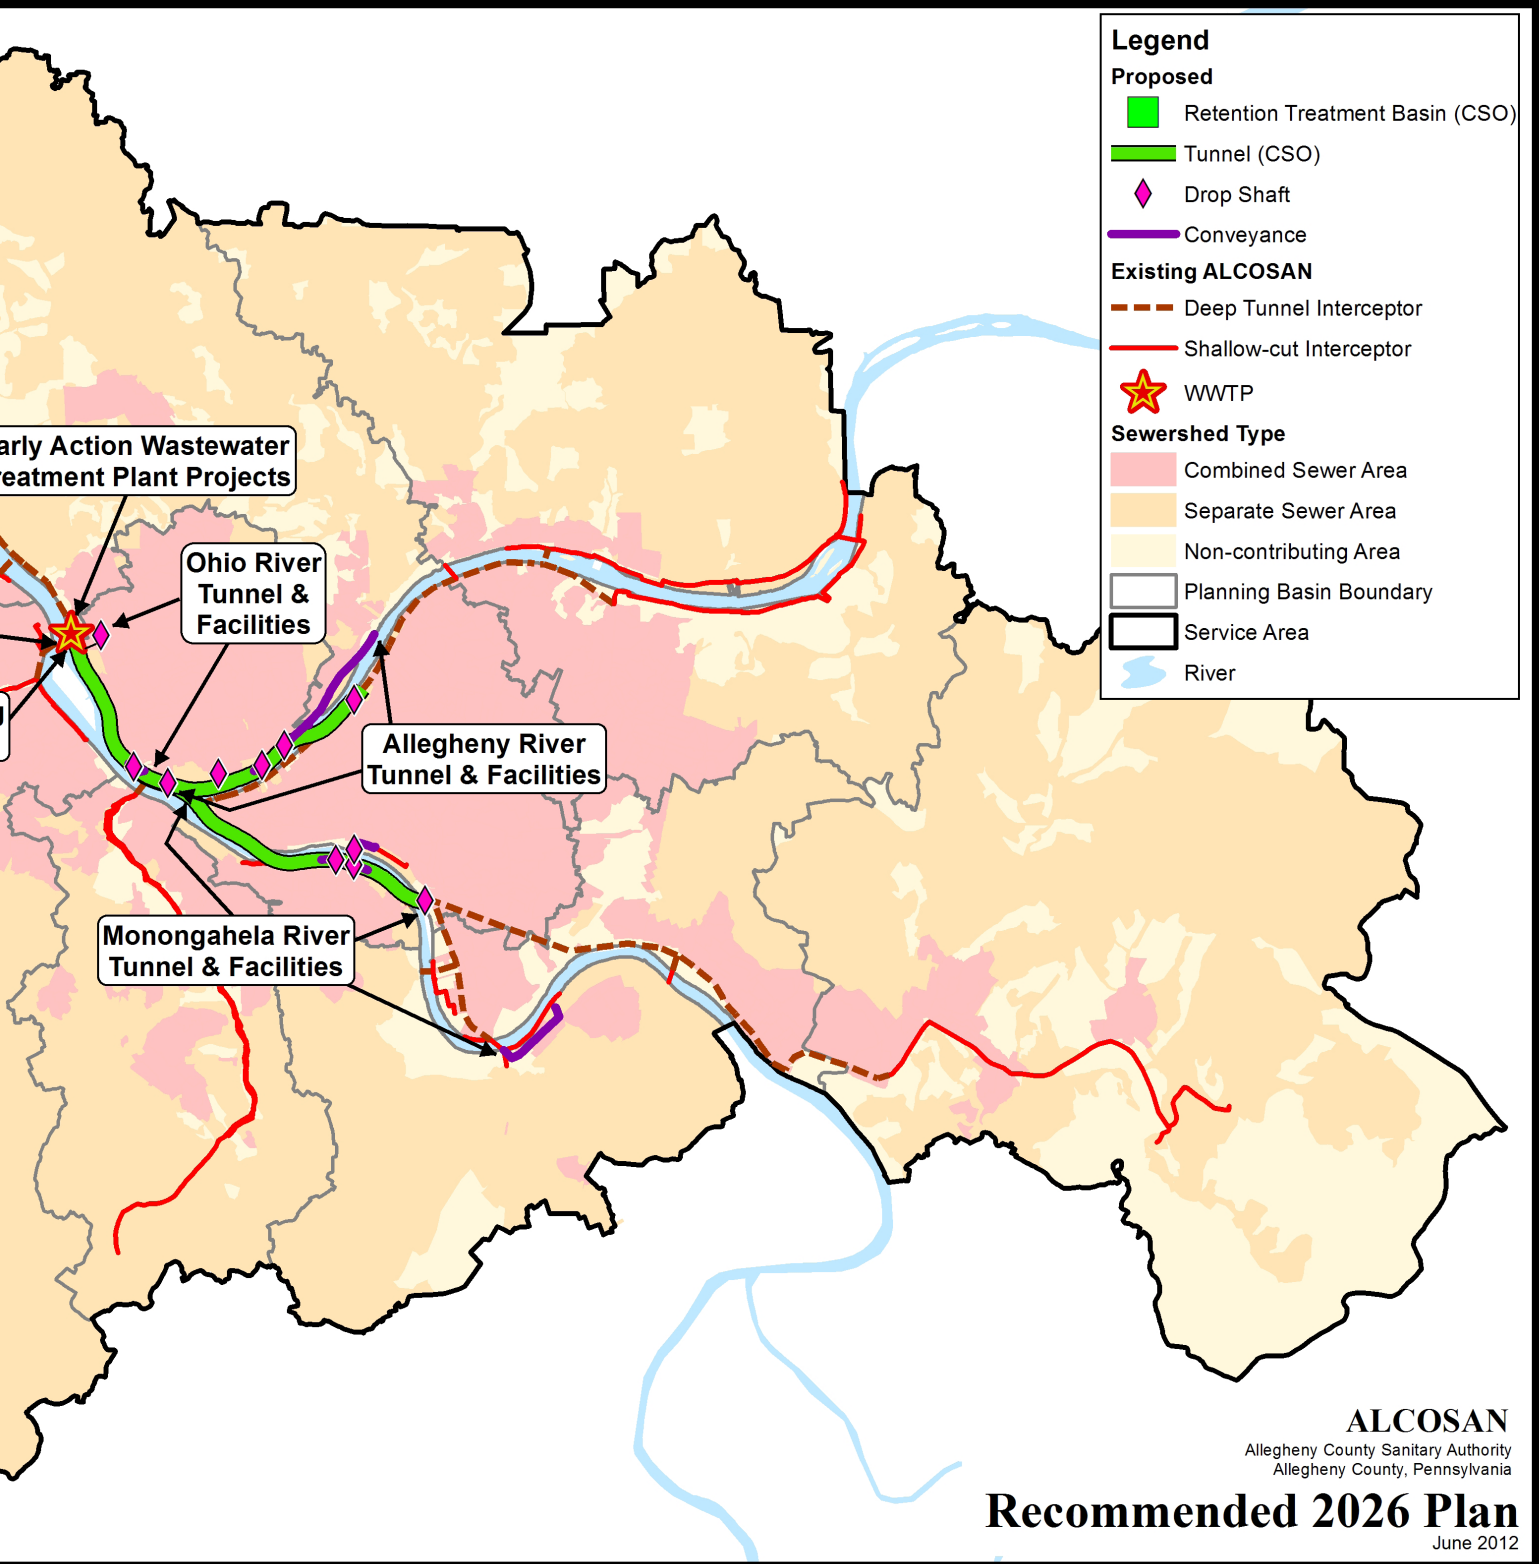 Legend
Proposed
Retention Treatment Basin (CSO)
Tunnel (CSO)
Drop Shaft
Conveyance
Existing ALCOSAN
Deep Tunnel Interceptor
Shallow-cut Interceptor
WWTP
Sewershed Type
Combined Sewer Area
Separate Sewer Area
Non-contributing Area
Planning Basin Boundary
Service Area
River
arly Action Wastewater
reatment Plant Projects
Ohio River
Tunnel &
Facilities
Allegheny River
Tunnel & Facilities
Monongahela River
Tunnel & Facilities
ALCOSAN
Allegheny County Sanitary Authority
Allegheny County, Pennsylvania
Recommended 2026 Plan
June 2012